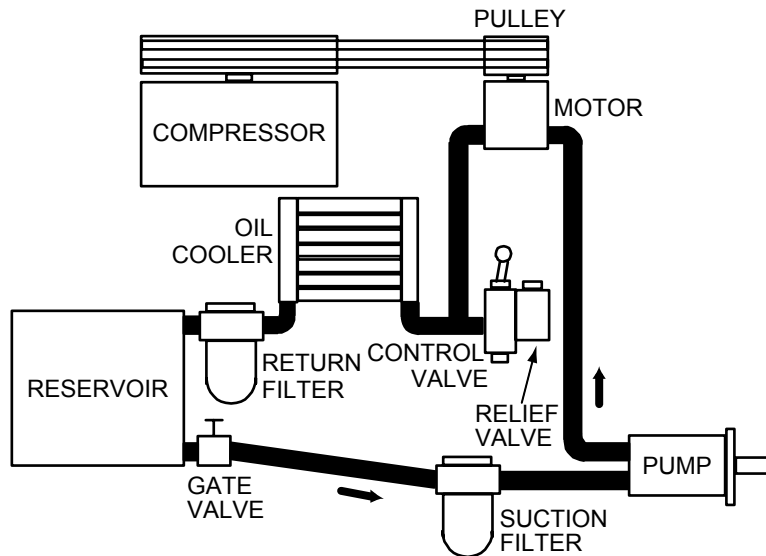 PULLEY
MOTOR
COMPRESSOR
OIL
COOLER
CONTROL
VALVE
RETURN
FILTER
RESERVOIR
RELIEF
VALVE
PUMP
GATE
VALVE
SUCTION
FILTER